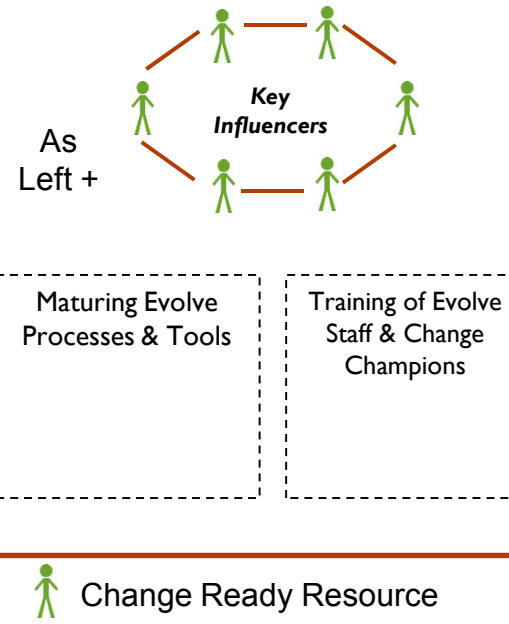 Key
Influencers
As
Left +
Maturing Evolve
Processes & Tools
Training of Evolve
Staff & Change
Champions
Change Ready Resource